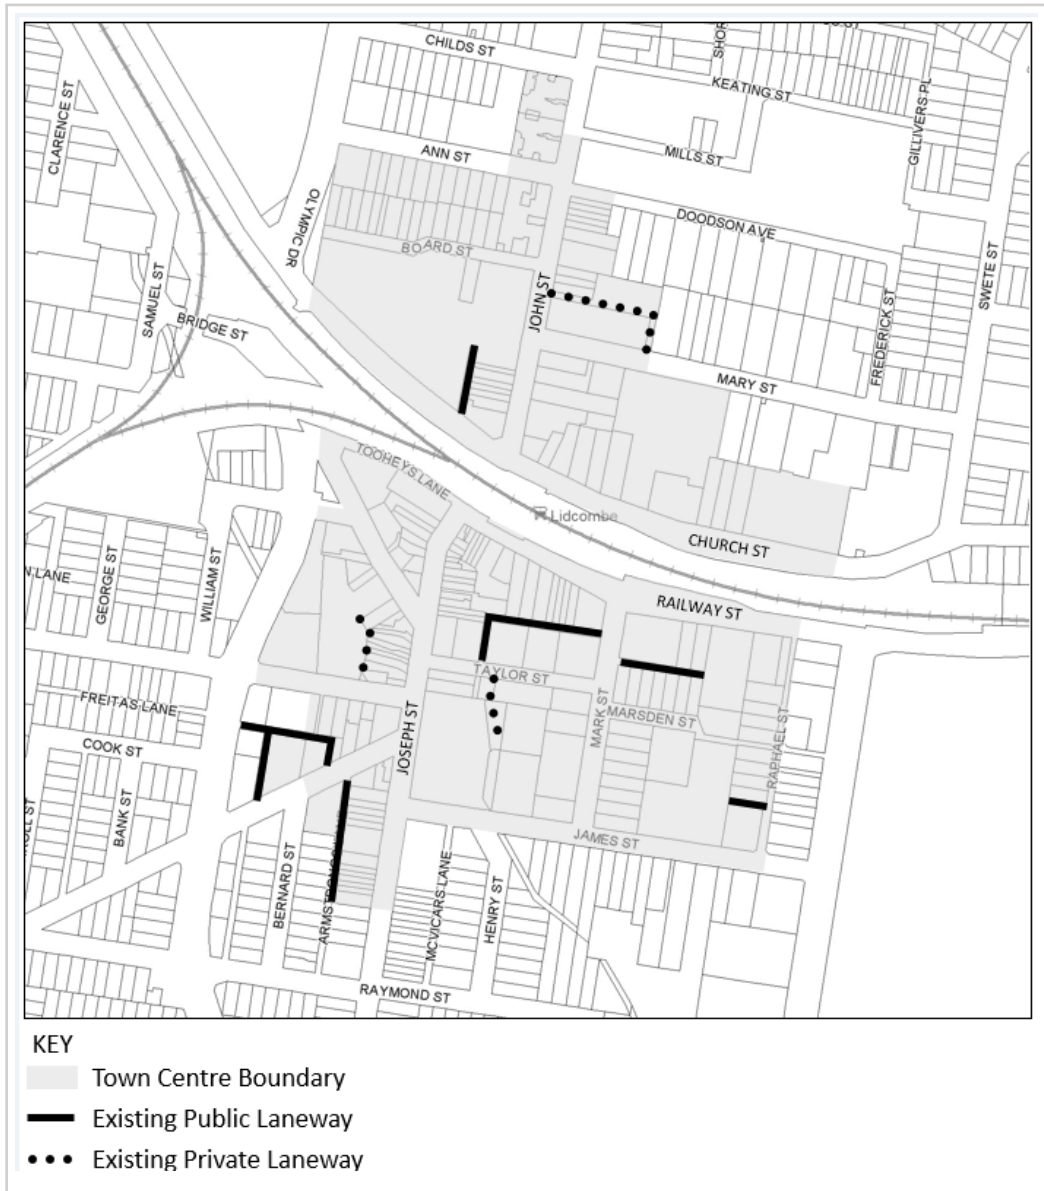 CHILDS ST
KEATING ST
CLARENCE ST
GILLIVERS PL
ANN ST
MILLS ST
OLYMPIC DR
DOODSON AVE
BOARD ST
SWETE ST
SAMUEL ST
JOHN ST
BRIDGE ST
FREDERICK ST
MARY ST
TOOHEYS LANE
Lidcombe
CHURCH ST
N LANE
GEORGE ST
WILLIAM ST
RAILWAY ST
TAYLOR ST
FREITAS LANE
MARK ST
MARSDEN ST
JOSEPH ST
RAPHAEL ST
COOK ST
BANK ST
JAMES ST
BERNARD ST
MCVICARS LANE
HENRY ST
RAYMOND ST
KEY
Town Centre Boundary
Existing Public Laneway
Existing Private Laneway